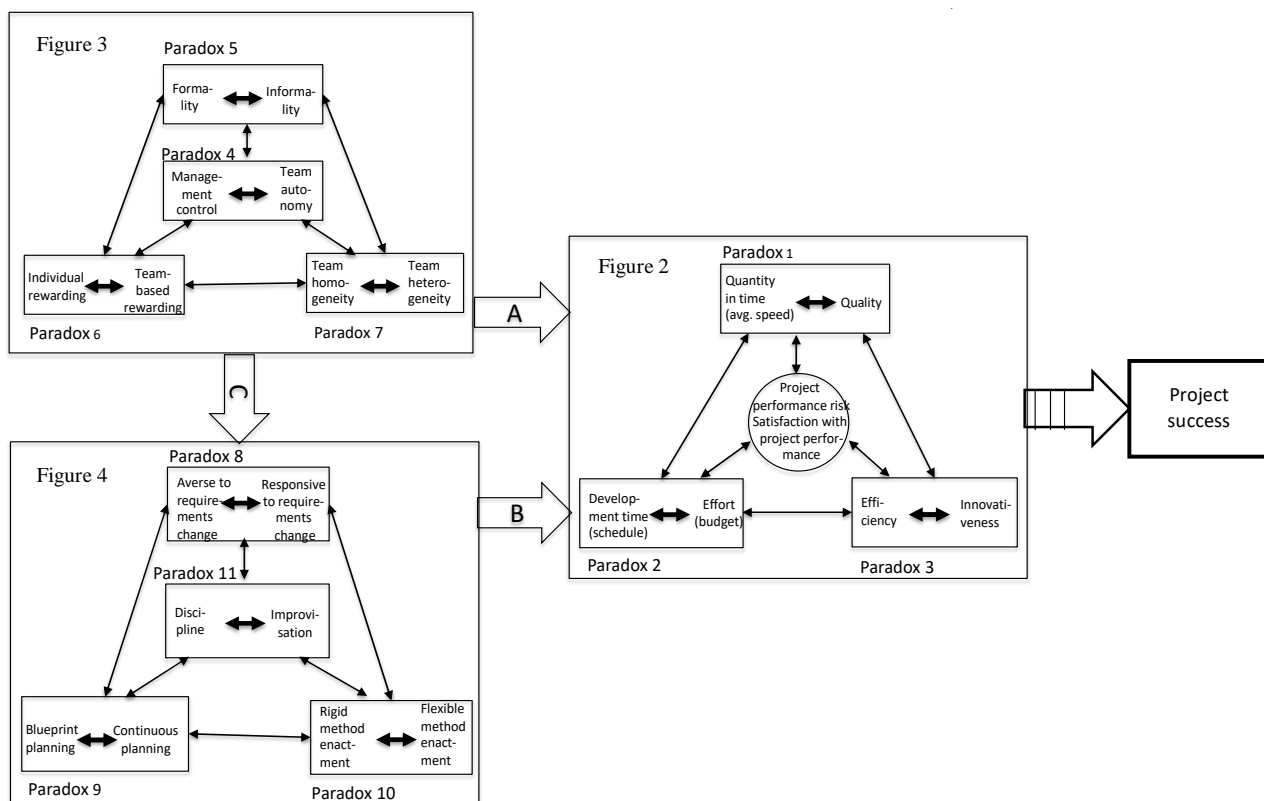 Figure 3
Paradox 5
Forma-
lity
Informa-
lity
Paradox 4
Manage-
ment
control
Team
auto-
nomy
Individual
rewarding
Team-
based
rewarding
Paradox 6
Team
homo-
geneity
Team
hetero-
geneity
Paradox 7
A
C
Figure 4
Paradox 8
Averse to
require-
ments
change
Responsive
to require-
ments
change
Paradox 11
Disci-
pline
Improvi-
sation
Blueprint
planning
Continuous
planning
Paradox 9
Rigid
method
enact-
ment
Flexible
method
enact-
ment
Paradox 10
B
Figure 2
Paradox 1
Quantity
in time
(avg. speed)
Quality
Project
performance risk
Satisfaction with
project perfor-
mance
Develop-
ment time
(schedule)
Effort
(budget)
Paradox 2
Effi-
ciency
Innovati-
veness
Paradox 3
Project
success